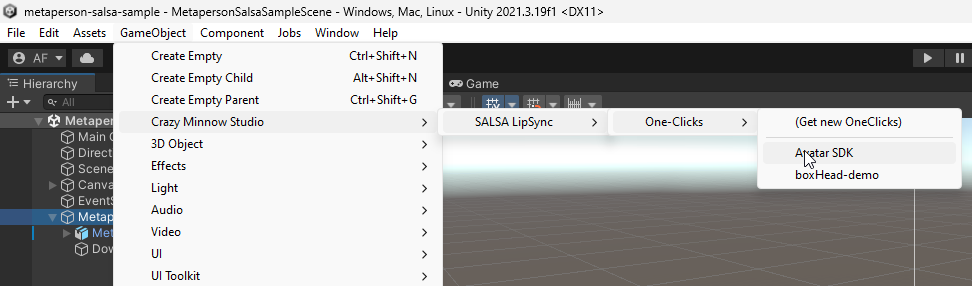 metaperson-salsa-sample - MetapersonSalsaSampleScene - Windows, Mac, Linux - Unity 2021.3.19f1 <DX11>
File Edit Assets GameObject Component Jobs Window Help
AF
Hierarchy
Game
All
Create Empty Ctrl+Shift+N
Create Empty Child Alt+Shift+N
Create Empty Parent Ctrl+Shift+G
Crazy Minnow Studio
3D Object
Effects
Light
Audio
Video
UI
UI Toolkit
SALSA LipSync
One-Clicks
(Get new OneClicks)
Avatar SDK
boxHead-demo
Metaper
Main C
Direct
Scene
Canva
EventS
Metap
Met
Dow